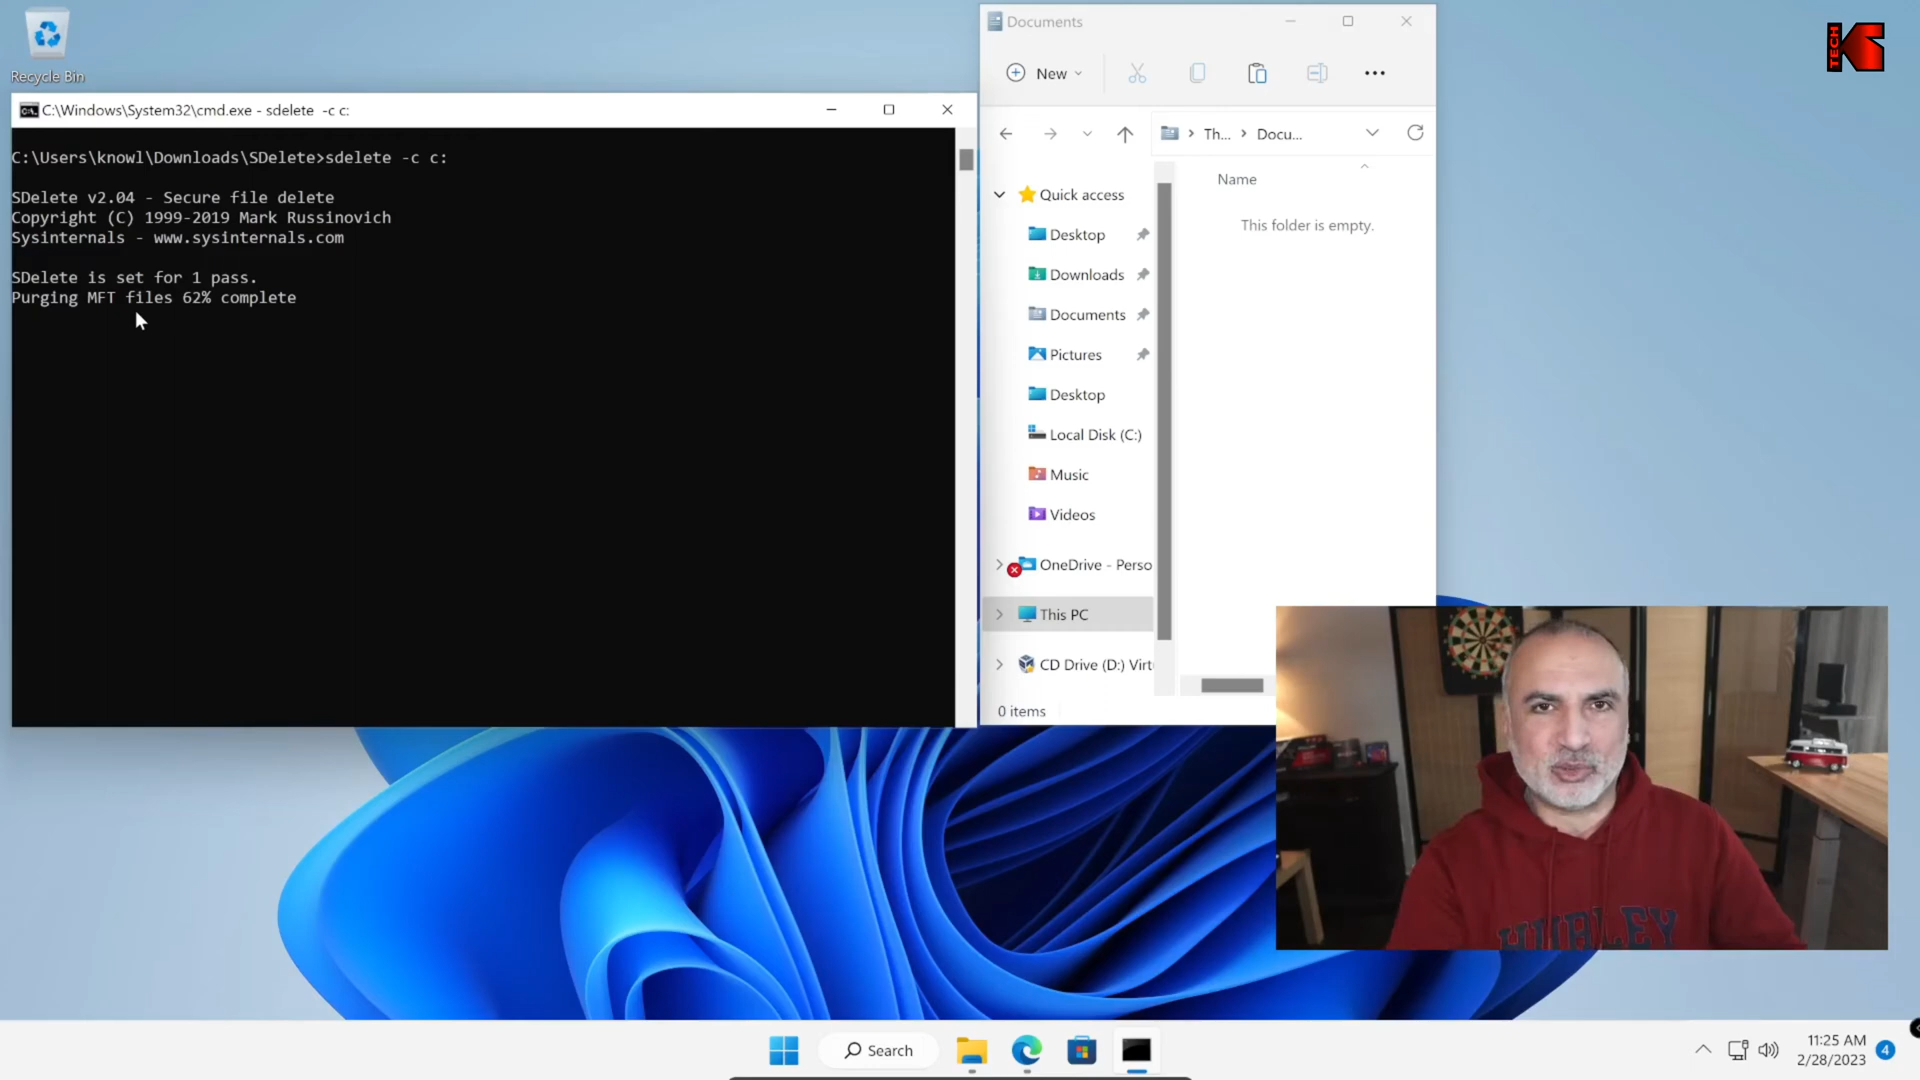 Recycle Bin
C:\Windows\System32\cmd.exe - sdelete -c c:
C:\Users\knowl\Downloads\SDelete>sdelete -c c:
SDelete v2.04 - Secure file delete
Copyright (C) 1999-2019 Mark Russinovich
Sysinternals - www.sysinternals.com
SDelete is set for 1 pass.
Purging MFT files 62% complete
Documents
New
Th... > Docu...
Quick access
Desktop
Downloads
Documents
Pictures
Desktop
Local Disk (C:)
Music
Videos
OneDrive - Perso
This PC
CD Drive (D:) Virt
0 items
Name
This folder is empty.
TECH
K
HURLEY
Search
11:25 AM
2/28/2023
4